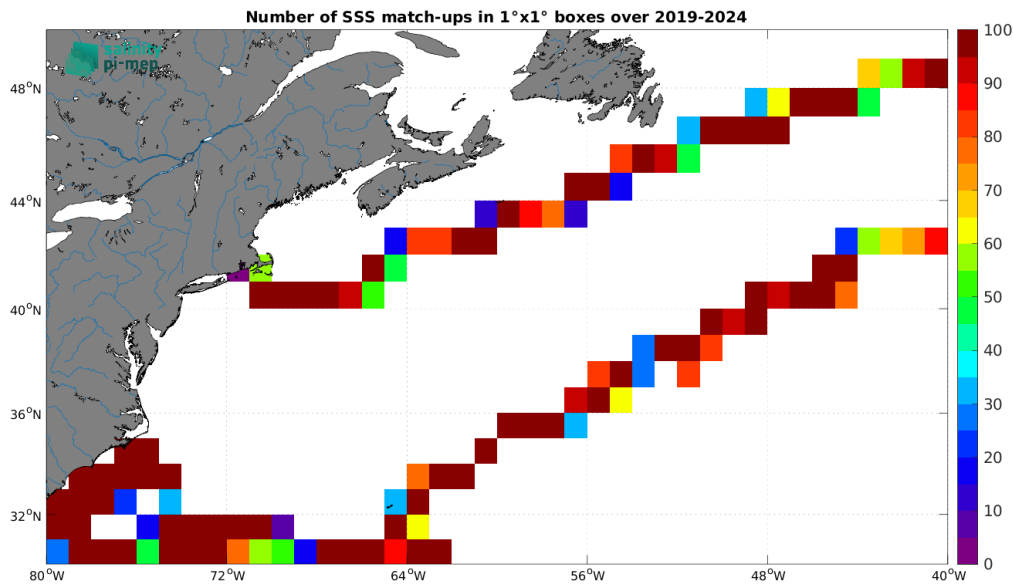 Number of SSS match-ups in 1°x1° boxes over 2019-2024
salinity
pi-mep
48°N
44°N
40°N
36°N
32°N
80°W 72°W 64°W 56°W 48°W 40°W
100
90
80
70
60
50
40
30
20
10
0